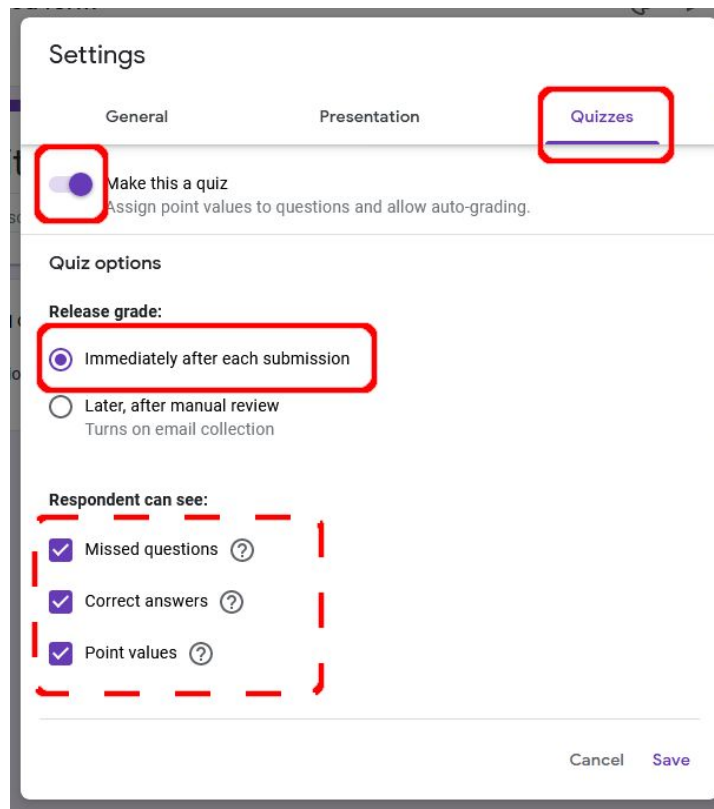 Settings
General Presentation Quizzes
Make this a quiz
Assign point values to questions and allow auto-grading.
Quiz options
Release grade:
Immediately after each submission
Later, after manual review
Turns on email collection
Respondent can see:
Missed questions
Correct answers
Point values
Cancel Save